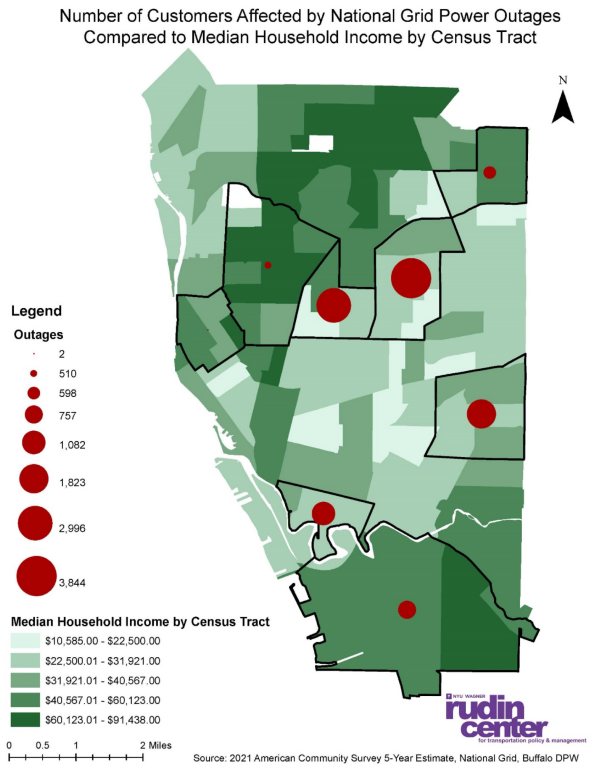 Number of Customers Affected by National Grid Power Outages
Compared to Median Household Income by Census Tract
N
Legend
Outages
2
510
598
757
1,082
1,823
2,996
3,844
Median Household Income by Census Tract
$10,585.00 - $22,500.00
$22,500.01 - $31,921.00
$31,921.01 - $40,567.00
$40,567.01 - $60,123.00
$60,123.01 - $91,438.00
0 0.5 1 2 Miles
NYU WAGNER
rudin
center
for transportation policy & management
Source: 2021 American Community Survey 5-Year Estimate, National Grid, Buffalo DPW